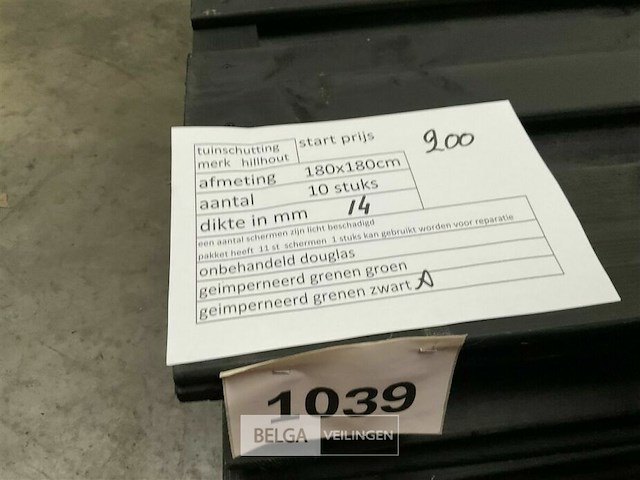 tuinschutting
merk hillhout
start prijs 200
afmeting 180x180cm
aantal 10 stuks
dikte in mm 14
een aantal schermen zijn licht beschadigd
pakket heeft 11 st schermen 1 stuks kan gebruikt worden voor reparatie
onbehandeld douglas
geimperneerd grenen groen
geimperneerd grenen zwart
1039
BELGA VEILINGEN